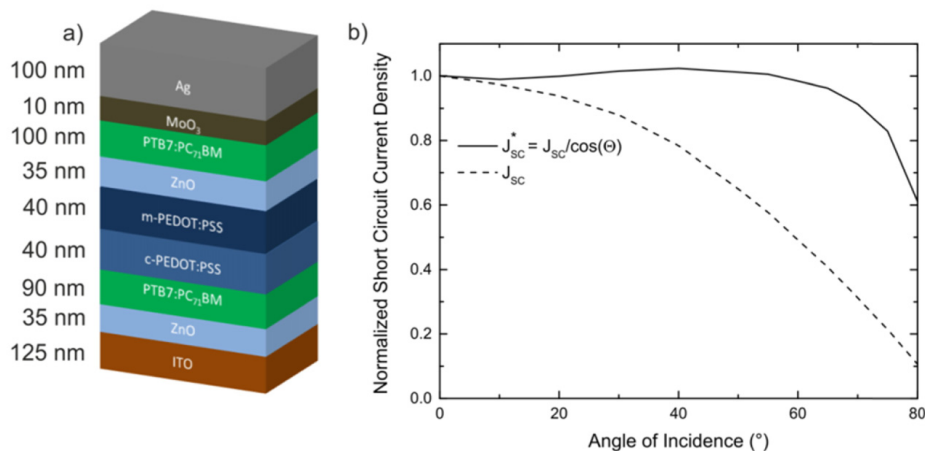 a)
100 nm
10 nm
100 nm
35 nm
40 nm
40 nm
90 nm
35 nm
125 nm
Ag
MoO₃
PTB7:PC₇₁BM
ZnO
m-PEDOT:PSS
c-PEDOT:PSS
PTB7:PC₇₁BM
ZnO
ITO
b)
Normalized Short Circuit Current Density
1.0
0.8
0.6
0.4
0.2
0.0
J*SC = JSC/cos(Θ)
JSC
0
20
40
60
80
Angle of Incidence (°)